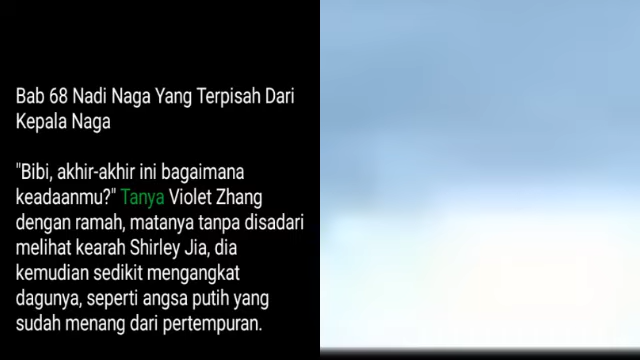 Bab 68 Nadi Naga Yang Terpisah Dari
Kepala Naga
"Bibi, akhir-akhir ini bagaimana
keadaanmu?" Tanya Violet Zhang
dengan ramah, matanya tanpa disadari
melihat kearah Shirley Jia, dia
kemudian sedikit mengangkat
dagunya, seperti angsa putih yang
sudah menang dari pertempuran.